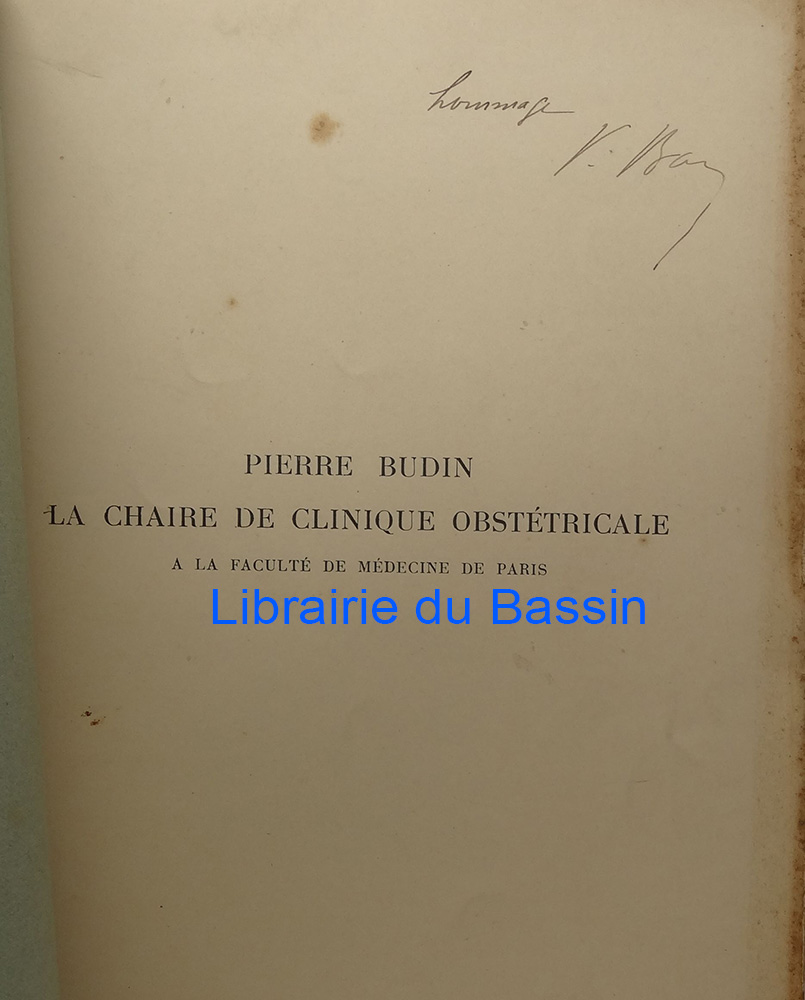 hommage
P. Bar
PIERRE BUDIN
LA CHAIRE DE CLINIQUE OBSTÉTRICALE
A LA FACULTÉ DE MÉDECINE DE PARIS
Librairie du Bassin